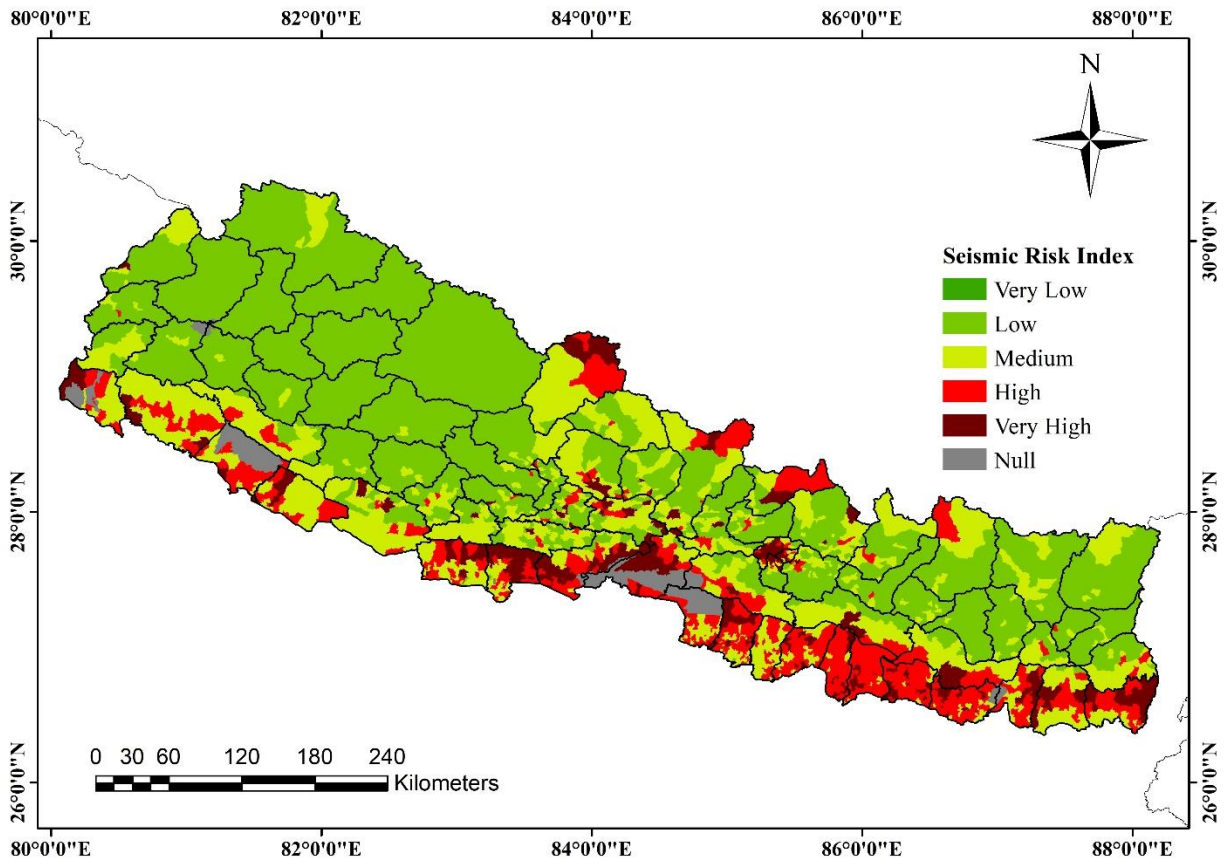 80°0'0"E 82°0'0"E 84°0'0"E 86°0'0"E 88°0'0"E
N
30°0'0"N 30°0'0"N
Seismic Risk Index
Very Low
Low
Medium
High
Very High
Null
28°0'0"N 28°0'0"N
0 30 60 120 180 240
Kilometers
26°0'0"N 26°0'0"N
80°0'0"E 82°0'0"E 84°0'0"E 86°0'0"E 88°0'0"E